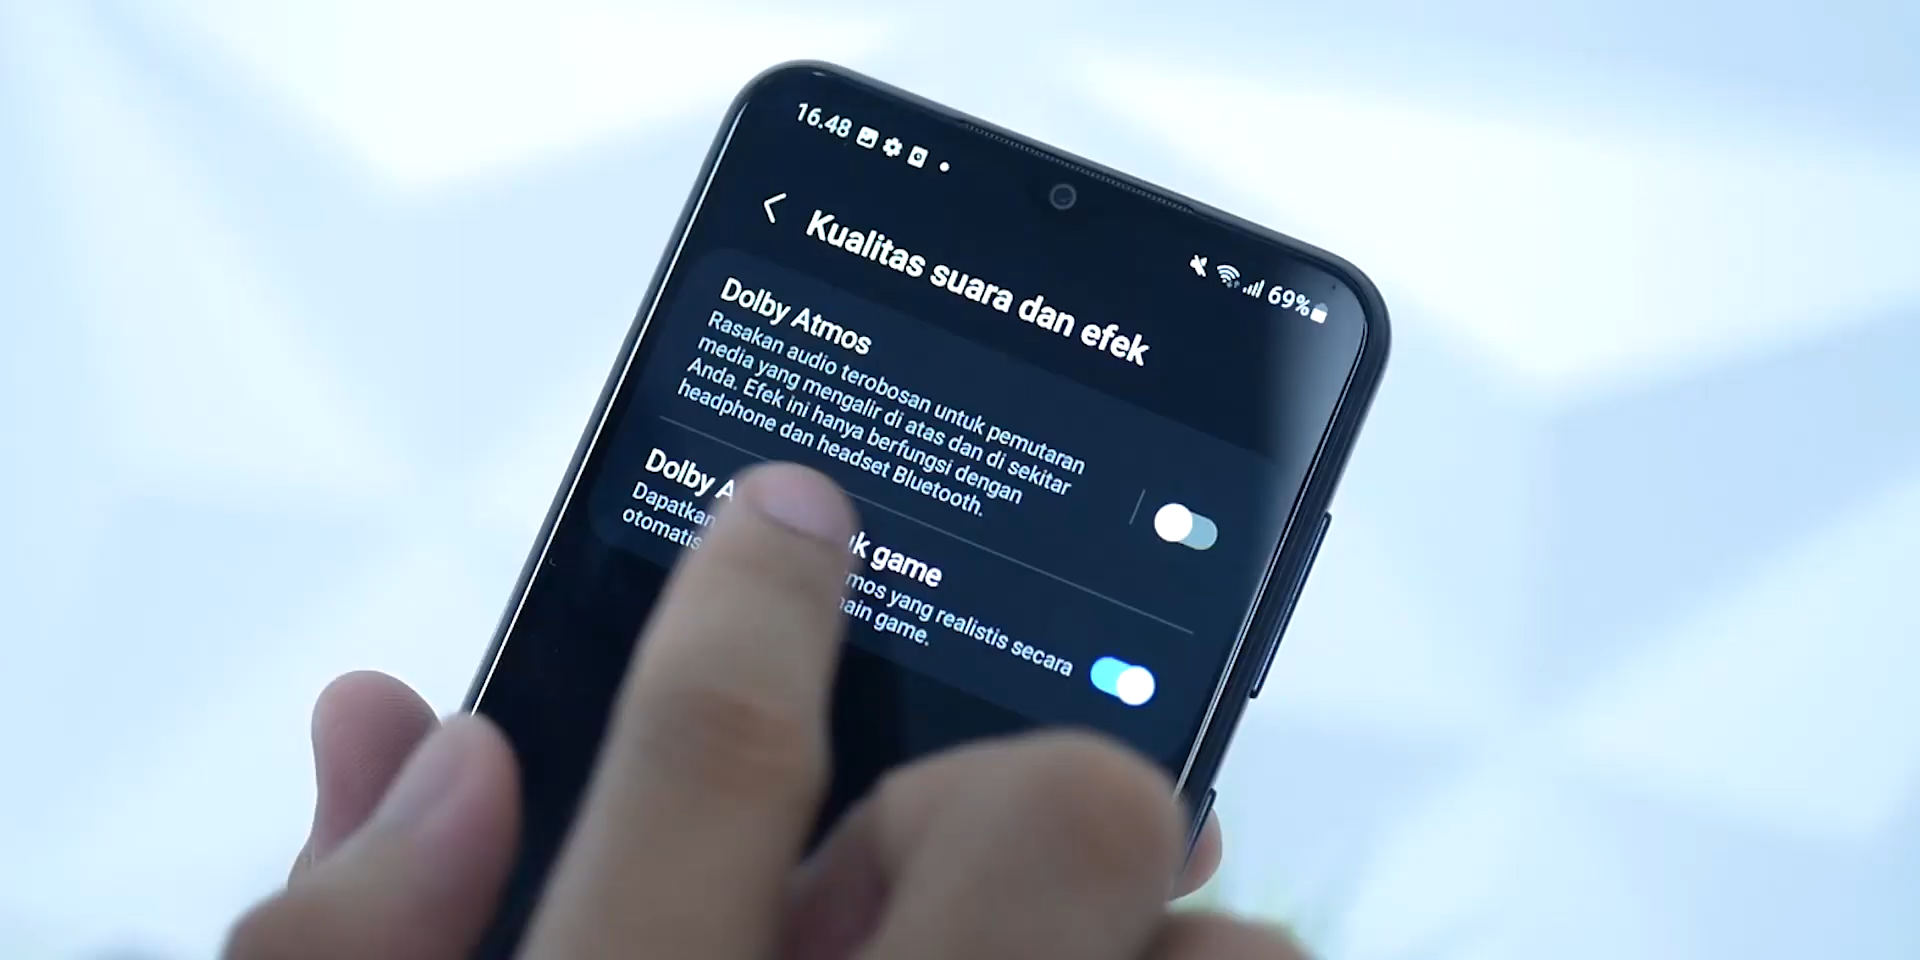 16.48
69%
Kualitas suara dan efek
Dolby Atmos
Rasakan audio terobosan untuk pemutaran
media yang mengalir di atas dan di sekitar
Anda. Efek ini hanya berfungsi dengan
headphone dan headset Bluetooth.
Dolby game
Dapatkan yang realistis secara
otomatis game.